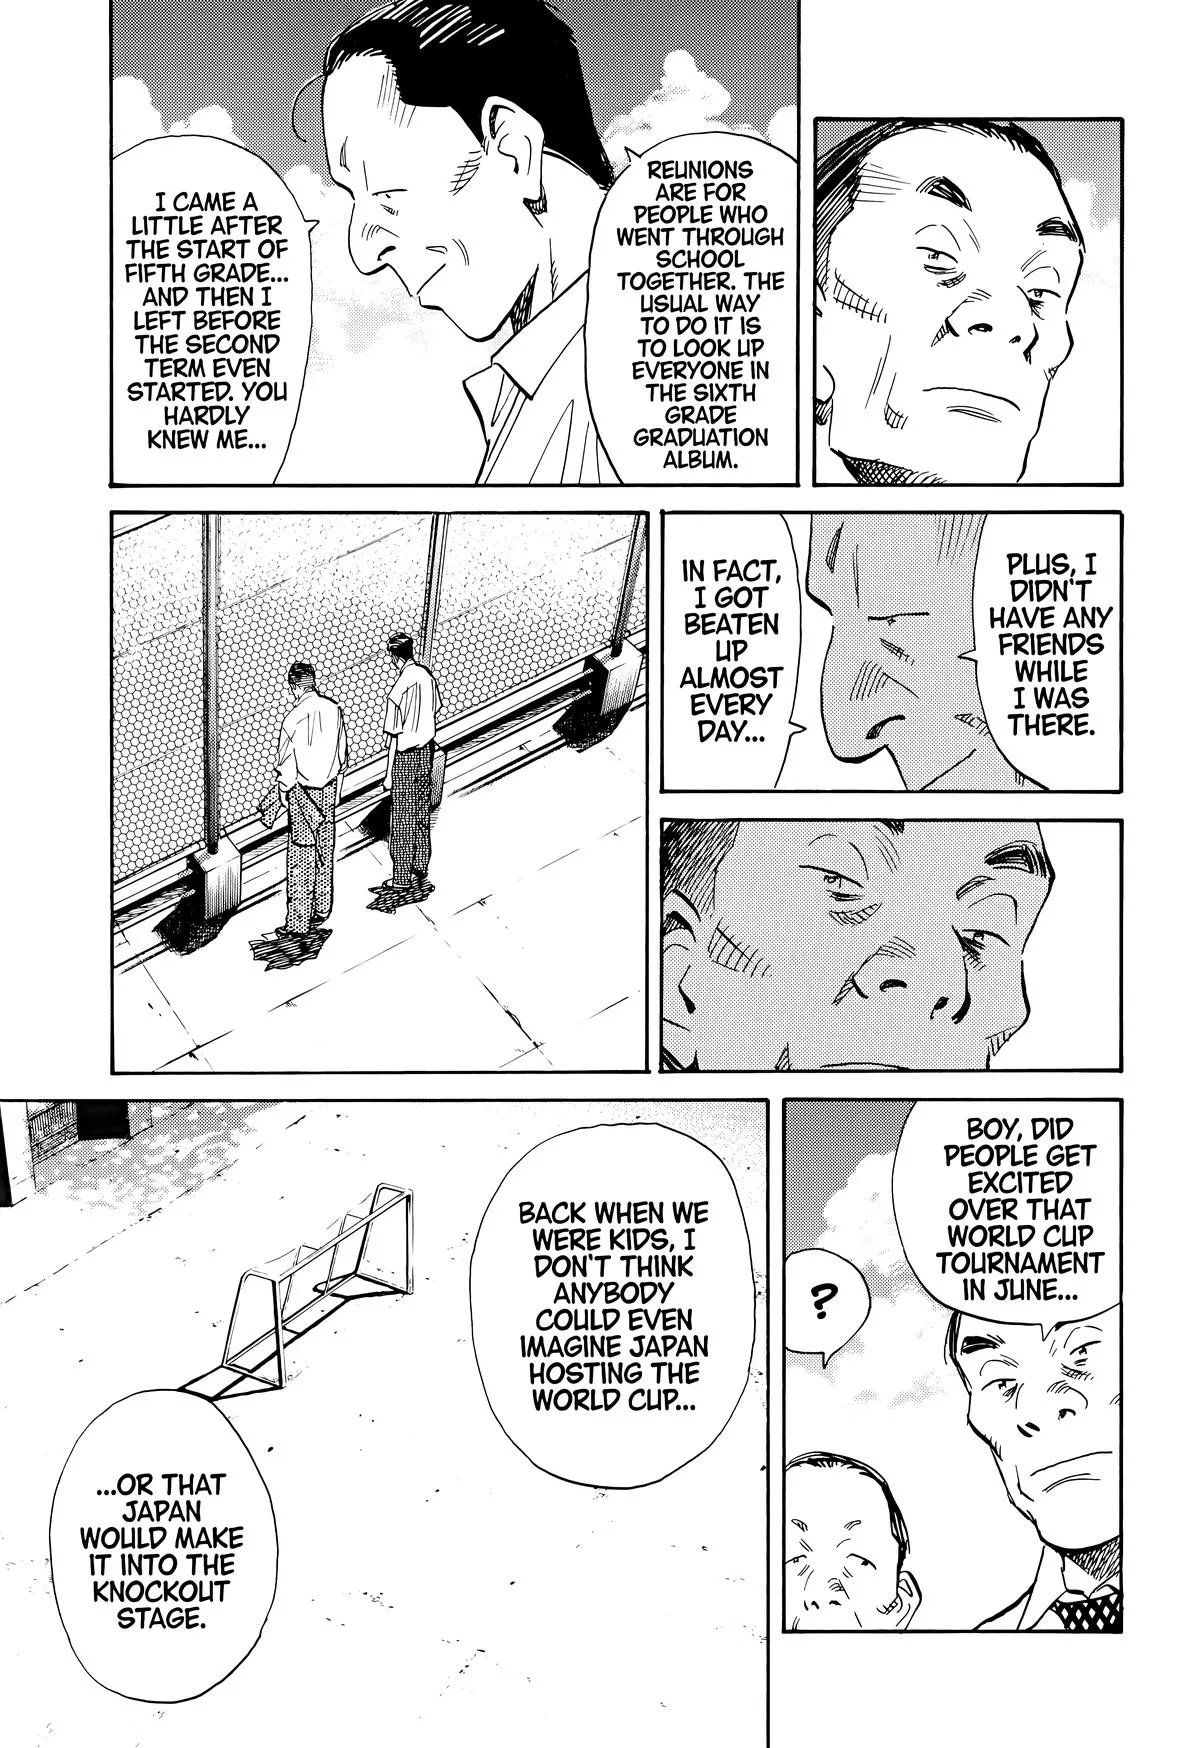 REUNIONS
ARE FOR
PEOPLE WHO
WENT THROUGH
SCHOOL
TOGETHER. THE
USUAL WAY
TO DO IT IS
TO LOOK UP
EVERYONE IN
THE SIXTH
GRADE
GRADUATION
ALBUM.
I CAME A
LITTLE AFTER
THE START OF
FIFTH GRADE...
AND THEN I
LEFT BEFORE
THE SECOND
TERM EVEN
STARTED. YOU
HARDLY
KNEW ME...
PLUS, I
DIDN'T
HAVE ANY
FRIENDS
WHILE
I WAS
THERE.
IN FACT,
I GOT
BEATEN
UP
ALMOST
EVERY
DAY...
BOY, DID
PEOPLE GET
EXCITED
OVER THAT
WORLD CUP
TOURNAMENT
IN JUNE...
?
BACK WHEN WE
WERE KIDS, I
DON'T THINK
ANYBODY
COULD EVEN
IMAGINE JAPAN
HOSTING THE
WORLD CUP...
...OR THAT
JAPAN
WOULD MAKE
IT INTO THE
KNOCKOUT
STAGE.